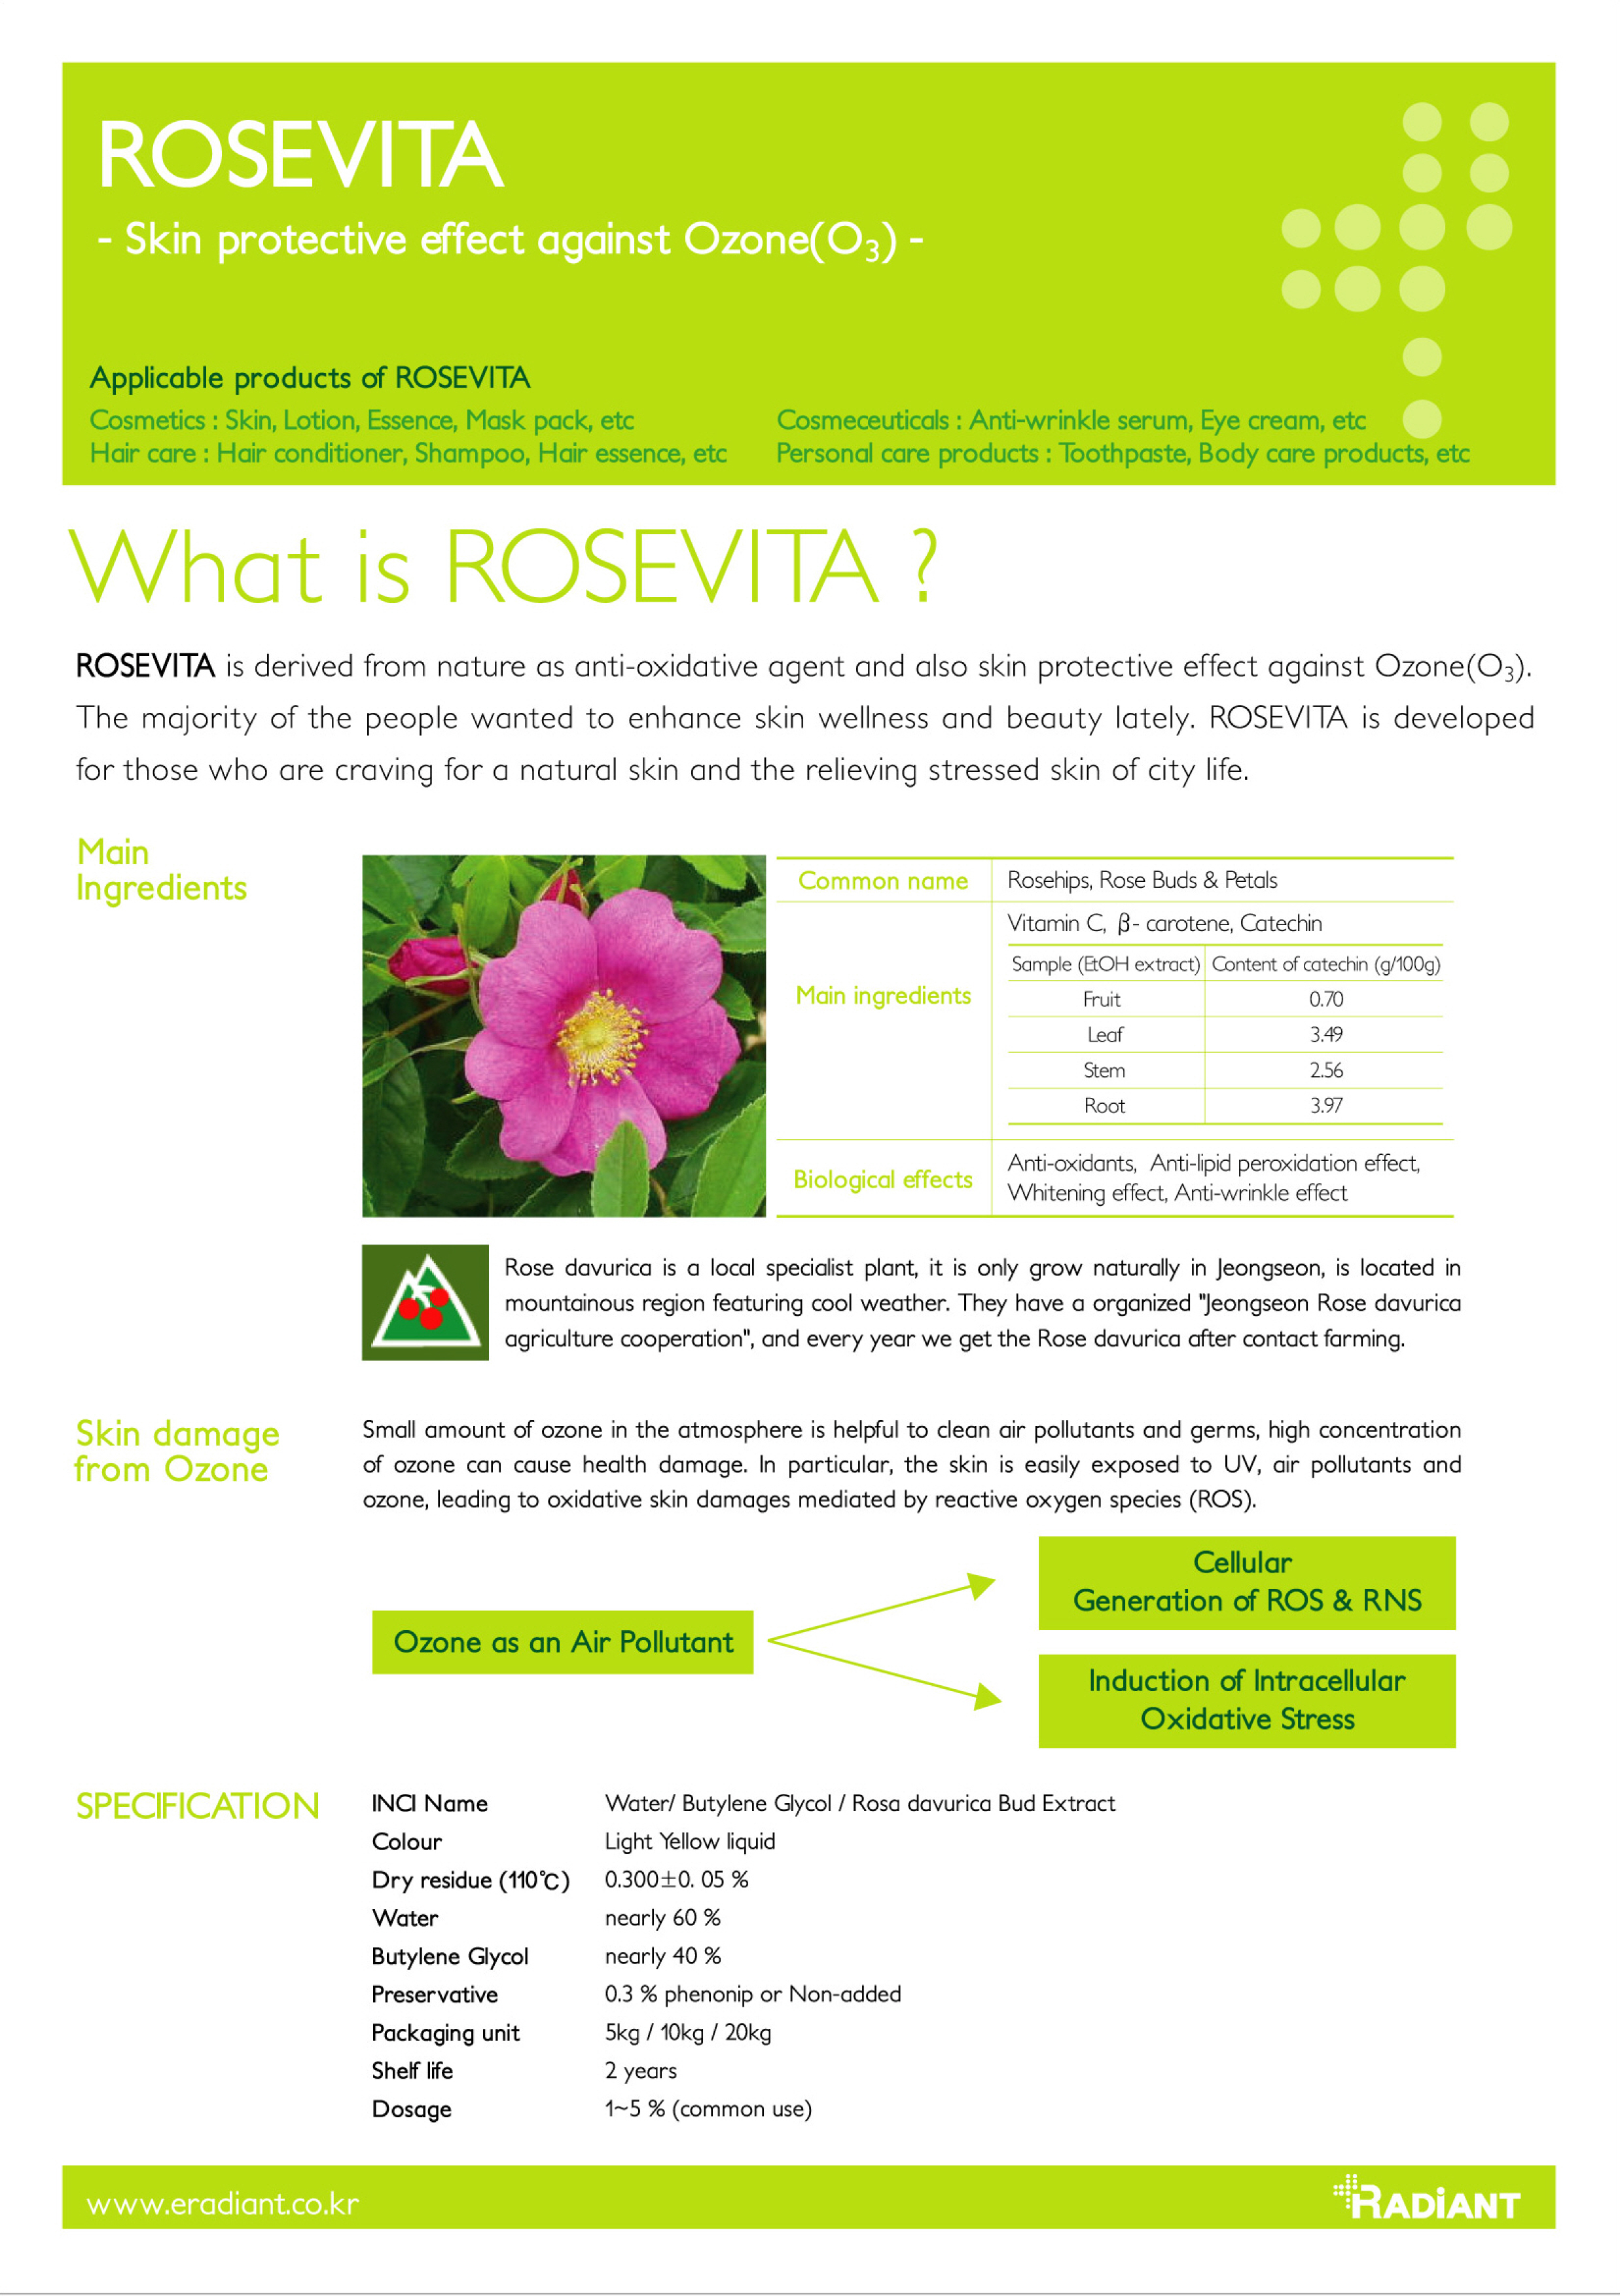 ROSEVITA
- Skin protective effect against Ozone(O₃) -
Applicable products of ROSEVITA
Cosmetics : Skin, Lotion, Essence, Mask pack, etc
Hair care : Hair conditioner, Shampoo, Hair essence, etc
Cosmeceuticals : Anti-wrinkle serum, Eye cream, etc
Personal care products : Toothpaste, Body care products, etc
What is ROSEVITA ?
ROSEVITA is derived from nature as anti-oxidative agent and also skin protective effect against Ozone(O₃).
The majority of the people wanted to enhance skin wellness and beauty lately. ROSEVITA is developed
for those who are craving for a natural skin and the relieving stressed skin of city life.
Main
Ingredients
Common name Rosehips, Rose Buds & Petals
Main ingredients
Vitamin C, β- carotene, Catechin
Sample (EtOH extract) Content of catechin (g/100g)
Fruit 0.70
Leaf 3.49
Stem 2.56
Root 3.97
Biological effects
Anti-oxidants, Anti-lipid peroxidation effect,
Whitening effect, Anti-wrinkle effect
Rose davurica is a local specialist plant, it is only grow naturally in Jeongseon, is located in
mountainous region featuring cool weather. They have a organized "Jeongseon Rose davurica
agriculture cooperation", and every year we get the Rose davurica after contact farming.
Skin damage
from Ozone
Small amount of ozone in the atmosphere is helpful to clean air pollutants and germs, high concentration
of ozone can cause health damage. In particular, the skin is easily exposed to UV, air pollutants and
ozone, leading to oxidative skin damages mediated by reactive oxygen species (ROS).
Ozone as an Air Pollutant
Cellular
Generation of ROS & RNS
Induction of Intracellular
Oxidative Stress
SPECIFICATION
INCI Name Water/ Butylene Glycol / Rosa davurica Bud Extract
Colour Light Yellow liquid
Dry residue (110℃) 0.300±0. 05 %
Water nearly 60 %
Butylene Glycol nearly 40 %
Preservative 0.3 % phenonip or Non-added
Packaging unit 5kg / 10kg / 20kg
Shelf life 2 years
Dosage 1~5 % (common use)
www.eradiant.co.kr
RADiANT